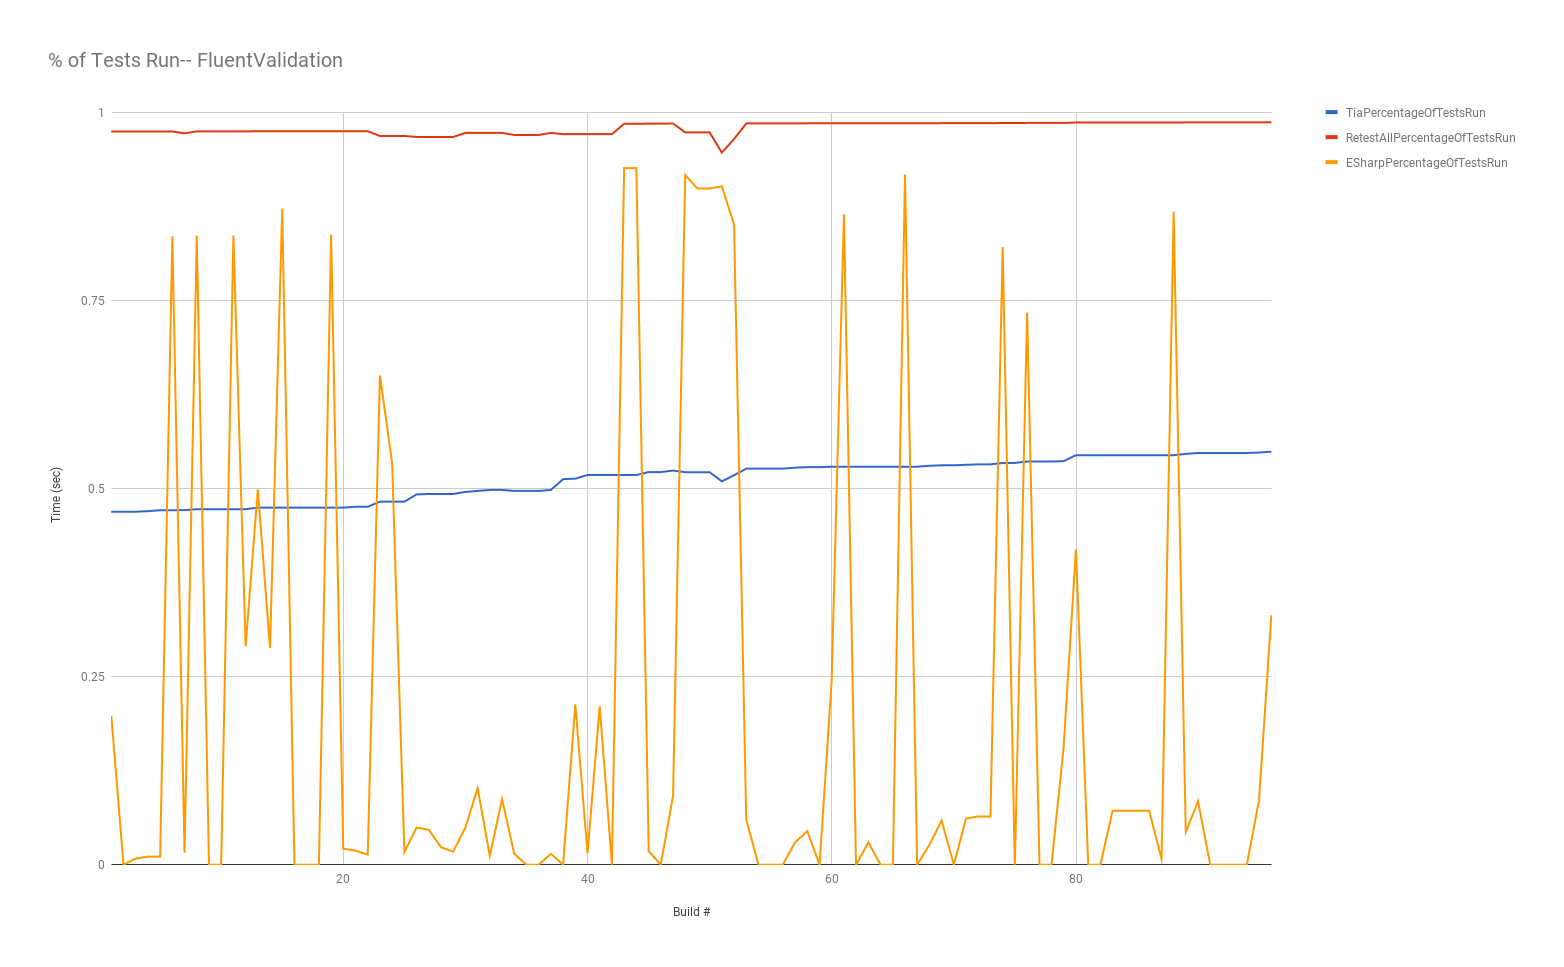 % of Tests Run-- FluentValidation
TiaPercentageOfTestsRun
RetestAllPercentageOfTestsRun
ESharpPercentageOfTestsRun
1
0.75
0.5
0.25
0
Time (sec)
20
40
60
80
Build #